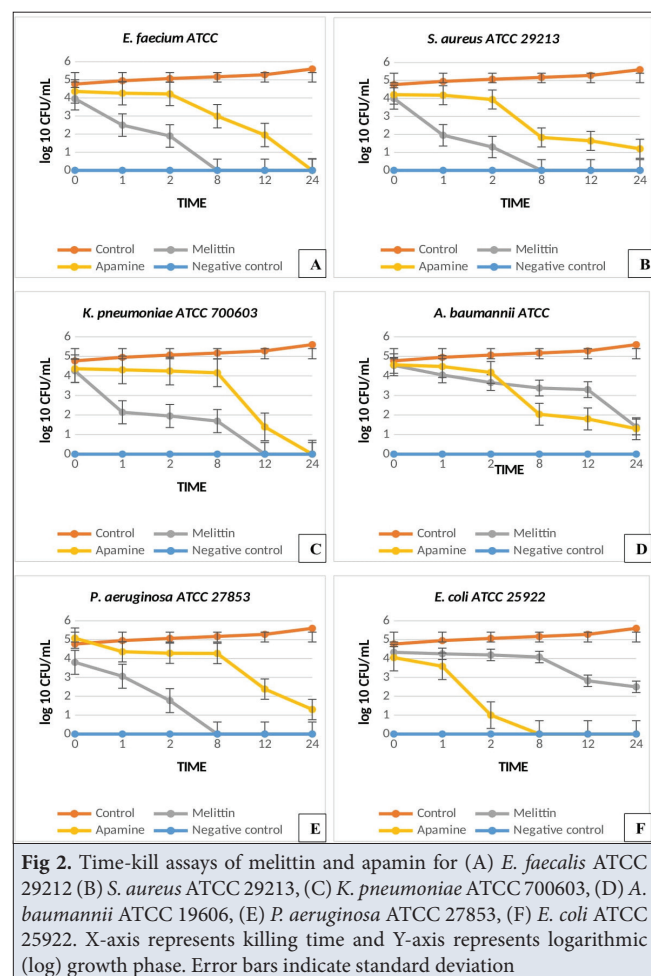 E. faecium ATCC
6
5
4
3
2
1
0
log 10 CFU/mL
0 1 2 8 12 24
TIME
Control Melittin
Apamine Negative control
A
S. aureus ATCC 29213
6
5
4
3
2
1
0
log 10 CFU/mL
0 1 2 8 12 24
TIME
Control Melittin
Apamine Negative control
B
K. pneumoniae ATCC 700603
6
5
4
3
2
1
0
log 10 CFU/mL
0 1 2 8 12 24
TIME
Control Melittin
Apamine Negative control
C
A. baumannii ATCC
6
5
4
3
2
1
0
log 10 CFU/mL
0 1 2 8 12 24
TIME
Control Melittin
Apamine Negative control
D
P. aeruginosa ATCC 27853
6
5
4
3
2
1
0
log 10 CFU/mL
0 1 2 8 12 24
TIME
Control Melittin
Apamine Negative control
E
E. coli ATCC 25922
6
5
4
3
2
1
0
log 10 CFU/mL
0 1 2 8 12 24
TIME
Control Melittin
Apamine Negative control
F
Fig 2. Time-kill assays of melittin and apamin for (A) E. faecalis ATCC
29212 (B) S. aureus ATCC 29213, (C) K. pneumoniae ATCC 700603, (D) A.
baumannii ATCC 19606, (E) P. aeruginosa ATCC 27853, (F) E. coli ATCC
25922. X-axis represents killing time and Y-axis represents logarithmic
(log) growth phase. Error bars indicate standard deviation